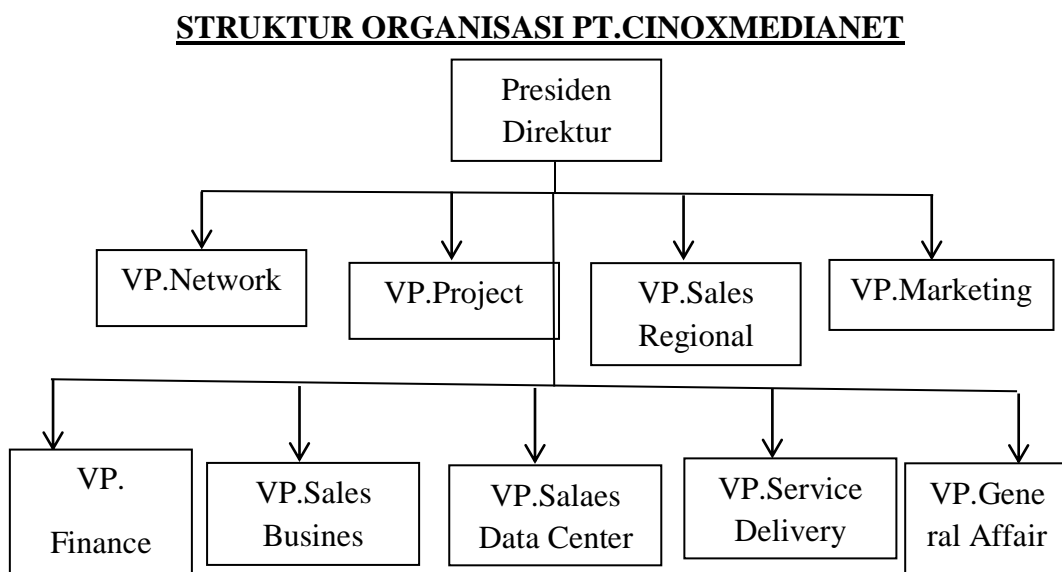 STRUKTUR ORGANISASI PT.CINOXMEDIANET
Presiden
Direktur
VP.Network
VP.Project
VP.Sales
Regional
VP.Marketing
VP.
Finance
VP.Sales
Busines
VP.Salaes
Data Center
VP.Service
Delivery
VP.Gene
ral Affair